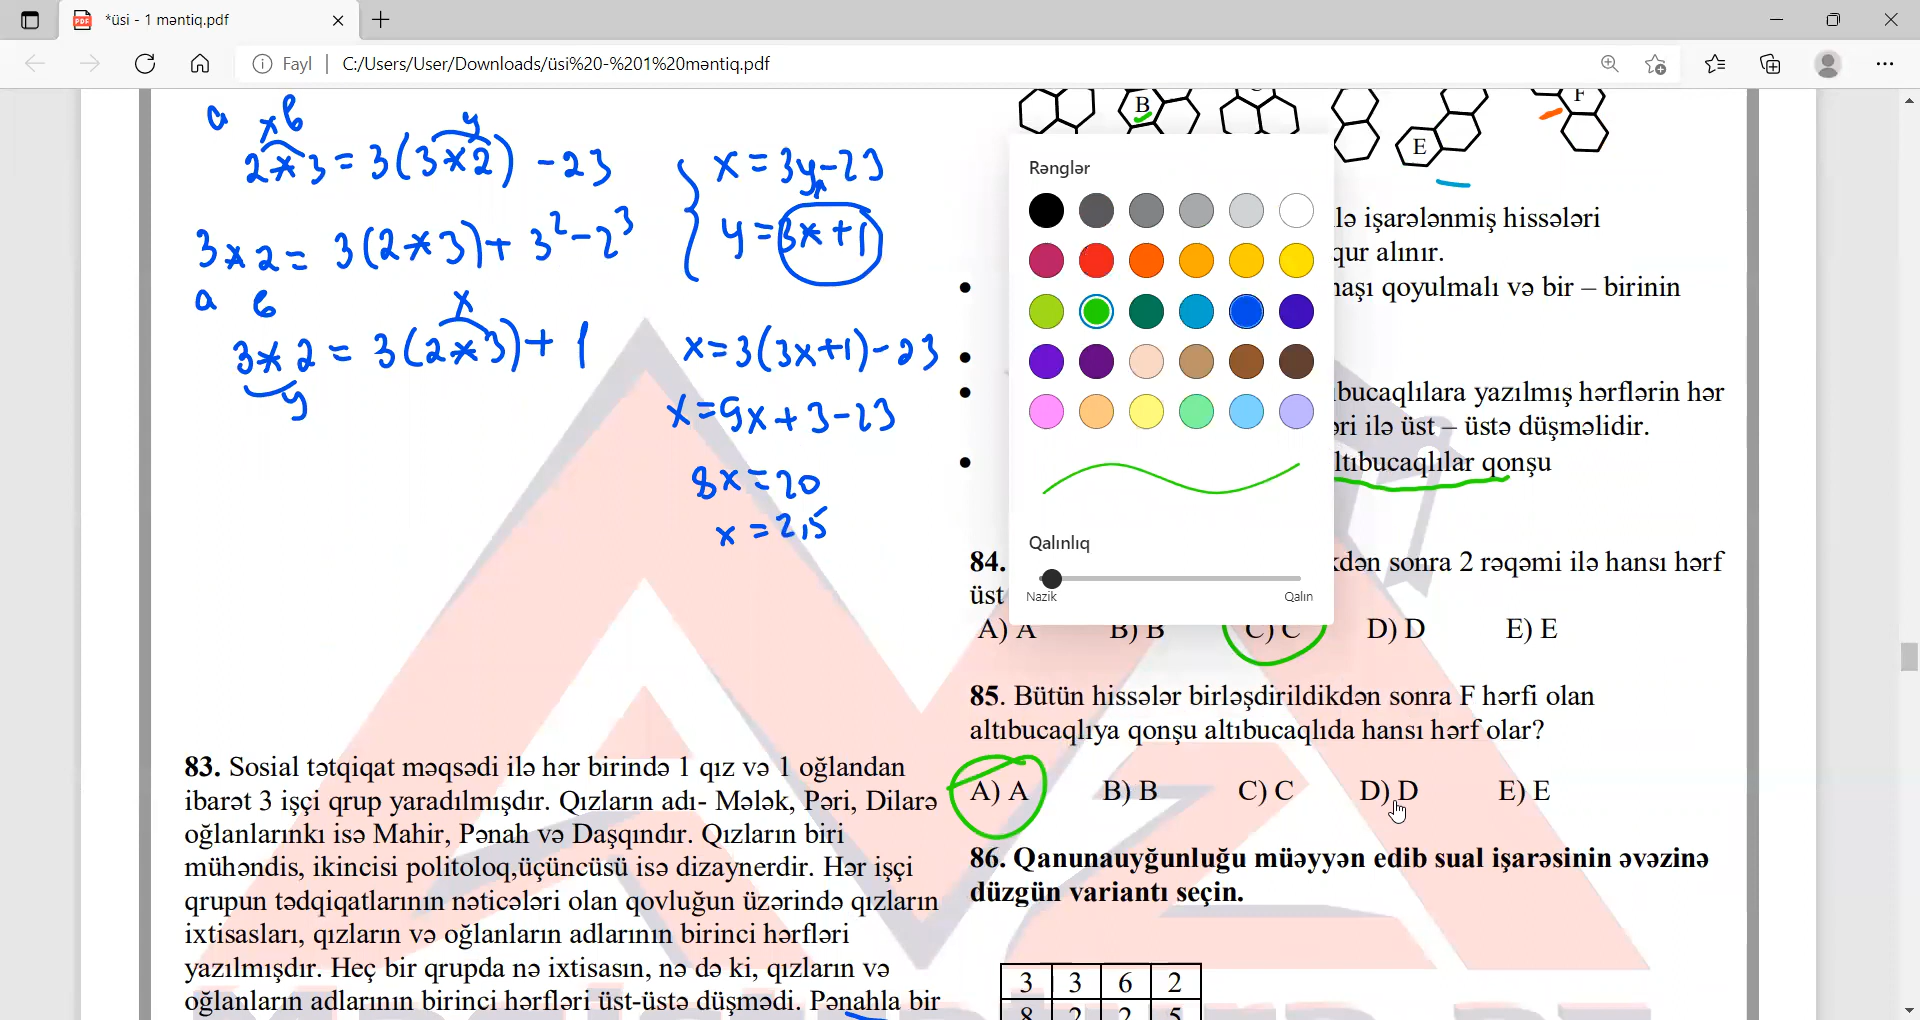 *üsi - 1 məntiq.pdf
Fayl | C:/Users/User/Downloads/üsi%20-%201%20məntiq.pdf
a x b
2*3=3(3*2) -23
y
3*2= 3(2*3)+ 3²-2³
a b x
3*2 = 3(2*3)+ 1
y
x=3y-23
y=3x+1
x=3(3x+1)-23
x=9x+3-23
8x=20
x=2,5
83. Sosial tətqiqat məqsədi ilə hər birində 1 qız və 1 oğlandan
ibarət 3 işçi qrup yaradılmışdır. Qızların adı- Mələk, Pəri, Dilarə
oğlanlarınkı isə Mahir, Pənah və Daşqındır. Qızların biri
mühəndis, ikincisi politoloq,üçüncüsü isə dizaynerdir. Hər işçi
qrupun tədqiqatlarının nəticələri olan qovluğun üzərində qızların
ixtisasları, qızların və oğlanların adlarının birinci hərfləri
yazılmışdır. Heç bir qrupda nə ixtisasın, nə də ki, qızların və
oğlanların adlarının birinci hərfləri üst-üstə düşmədi. Pənahla bir
B
E
F
Rənglər
Qalınlıq
Nazik Qalın
lə işarələnmiş hissələri
qur alınır.
naşı qoyulmalı və bir – birinin
bucaqlılara yazılmış hərflərin hər
əri ilə üst – üstə düşməlidir.
ltıbucaqlılar qonşu
84. kdən sonra 2 rəqəmi ilə hansı hərf
üst
A) A B) B C) C D) D E) E
85. Bütün hissələr birləşdirildikdən sonra F hərfi olan
altıbucaqlıya qonşu altıbucaqlıda hansı hərf olar?
A) A B) B C) C D) D E) E
86. Qanunauyğunluğu müəyyən edib sual işarəsinin əvəzinə
düzgün variantı seçin.
3 3 6 2
8 2 2 5